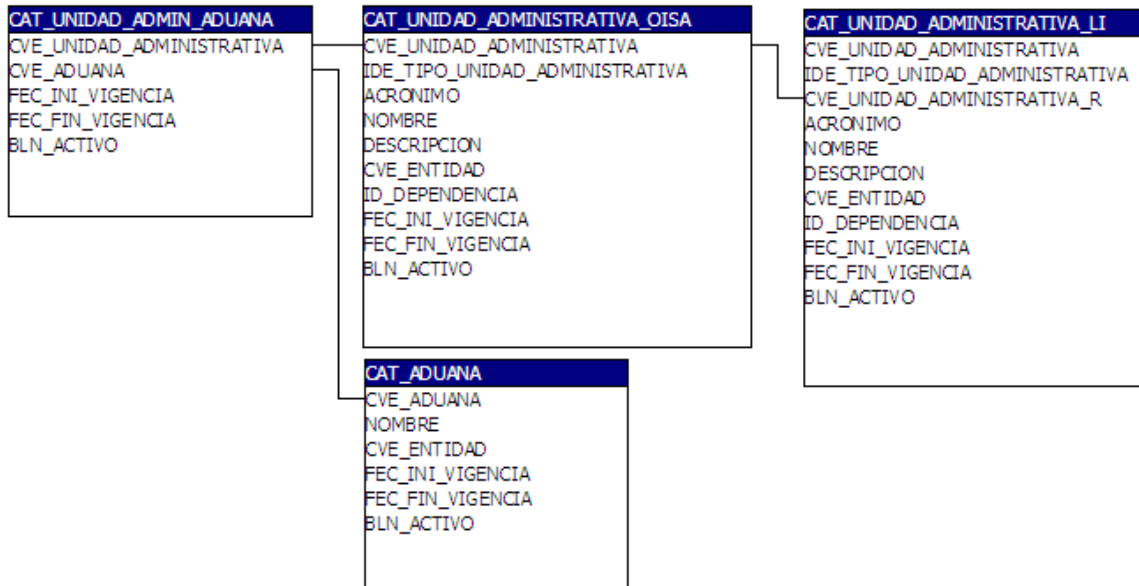 CAT_UNIDAD_ADMIN_ADUANA
CVE_UNIDAD_ADMINISTRATIVA
CVE_ADUANA
FEC_INI_VIGENCIA
FEC_FIN_VIGENCIA
BLN_ACTIVO
CAT_UNIDAD_ADMINISTRATIVA_OISA
CVE_UNIDAD_ADMINISTRATIVA
IDE_TIPO_UNIDAD_ADMINISTRATIVA
ACRONIMO
NOMBRE
DESCRIPCION
CVE_ENTIDAD
ID_DEPENDENCIA
FEC_INI_VIGENCIA
FEC_FIN_VIGENCIA
BLN_ACTIVO
CAT_UNIDAD_ADMINISTRATIVA_LI
CVE_UNIDAD_ADMINISTRATIVA
IDE_TIPO_UNIDAD_ADMINISTRATIVA
CVE_UNIDAD_ADMINISTRATIVA_R
ACRONIMO
NOMBRE
DESCRIPCION
CVE_ENTIDAD
ID_DEPENDENCIA
FEC_INI_VIGENCIA
FEC_FIN_VIGENCIA
BLN_ACTIVO
CAT_ADUANA
CVE_ADUANA
NOMBRE
CVE_ENTIDAD
FEC_INI_VIGENCIA
FEC_FIN_VIGENCIA
BLN_ACTIVO